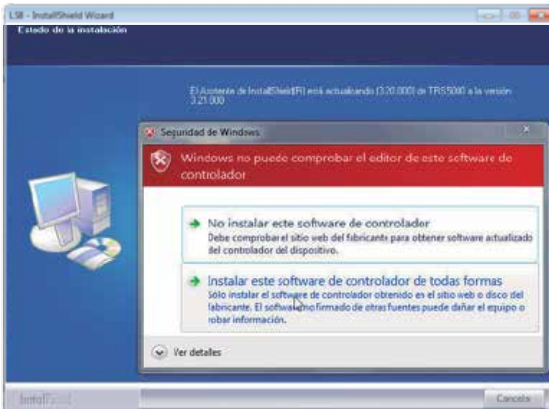 LSB - InstallShield Wizard
Estado de la instalación
El Asistente de InstallShield(R) está actualizando (3.20.000) de TRS5000 a la versión
3.21.000
Seguridad de Windows
Windows no puede comprobar el editor de este software de
controlador
No instalar este software de controlador
Debe comprobar el sitio web del fabricante para obtener software actualizado
del controlador del dispositivo.
Instalar este software de controlador de todas formas
Sólo instalar el software de controlador obtenido en el sitio web o disco del
fabricante. El software no firmado de otras fuentes puede dañar el equipo o
robar información.
Ver detalles
Cancela